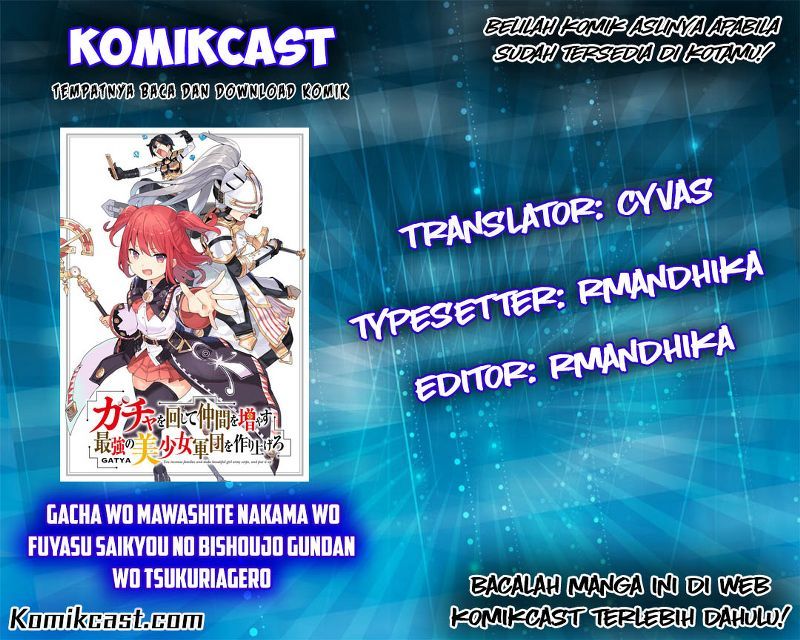 KOMIKCAST
TEMPATNYA BACA DAN DOWNLOAD KOMIK
BELILAH KOMIK ASLINYA APABILA
SUDAH TERSEDIA DI KOTAMU!
ガチャを回して仲間を増やす
最強の美少女軍団を作り上げろ
GATYA
TRANSLATOR: CYVAS
TYPESETTER: RMANDHIKA
EDITOR: RMANDHIKA
GACHA WO MAWASHITE NAKAMA WO
FUYASU SAIKYOU NO BISHOUJO GUNDAN
WO TSUKURIAGERO
Komikcast.com
BACALAH MANGA INI DI WEB
KOMIKCAST TERLEBIH DAHULU!